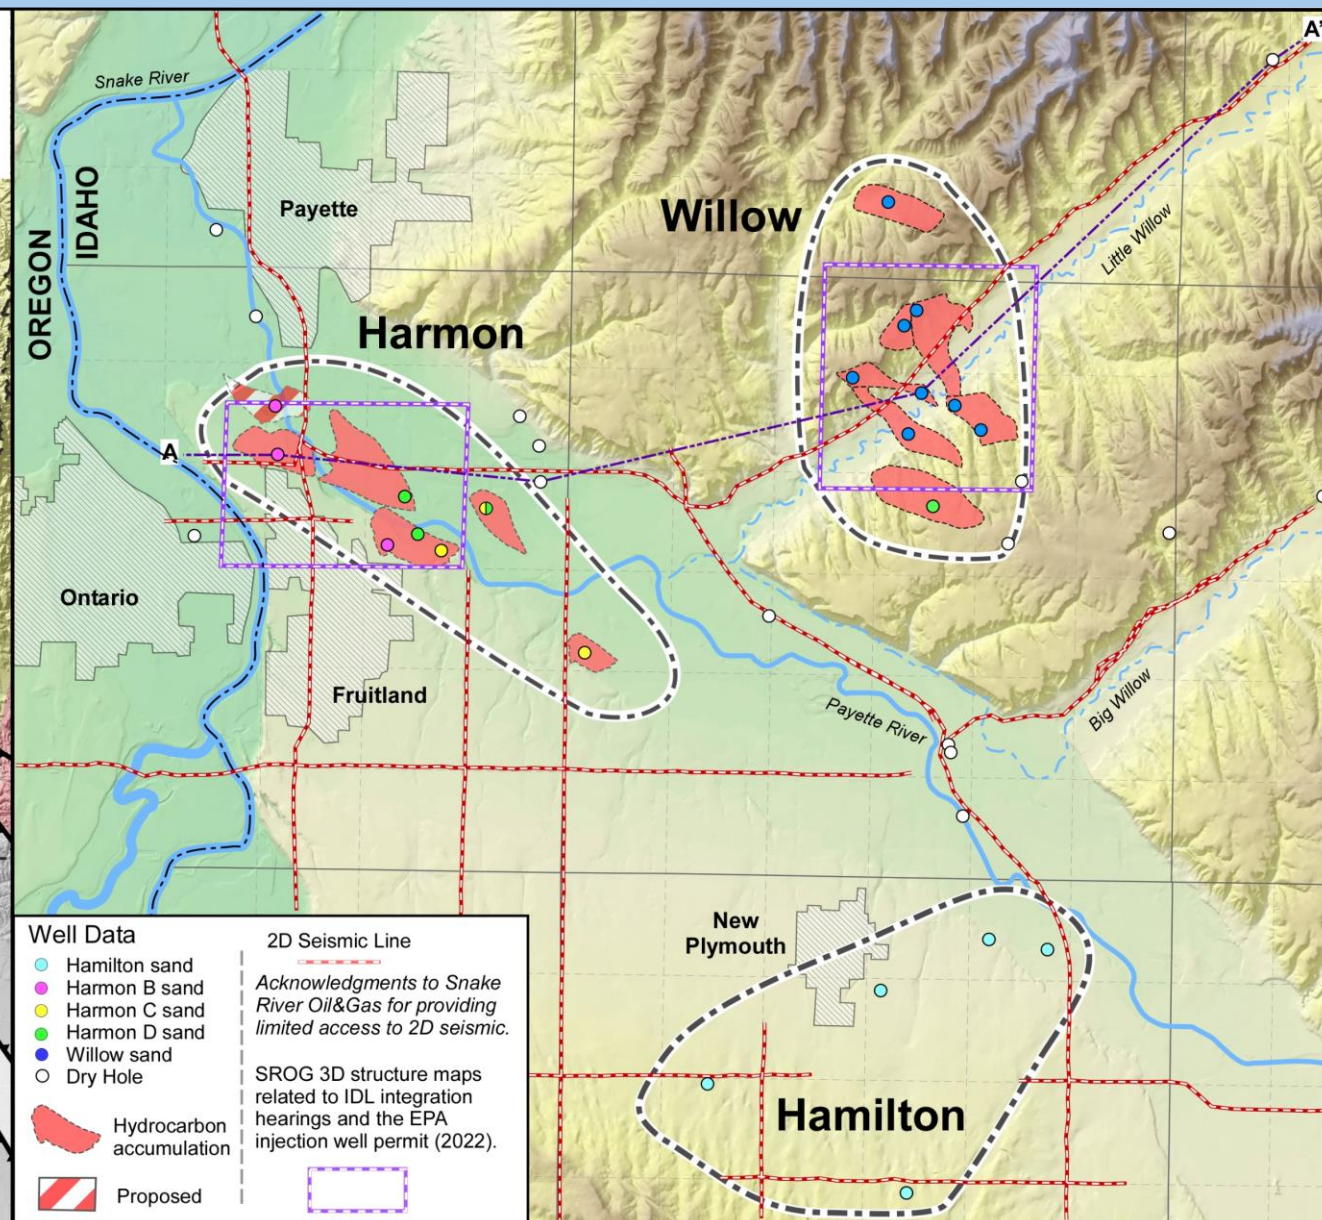 A'
Snake River
OREGON
IDAHO
Payette
Willow
Little Willow
Harmon
A
Ontario
Fruitland
Payette River
Big Willow
New
Plymouth
Hamilton
Well Data
Hamilton sand
Harmon B sand
Harmon C sand
Harmon D sand
Willow sand
Dry Hole
Hydrocarbon
accumulation
Proposed
2D Seismic Line
Acknowledgments to Snake
River Oil&Gas for providing
limited access to 2D seismic.
SROG 3D structure maps
related to IDL integration
hearings and the EPA
injection well permit (2022).